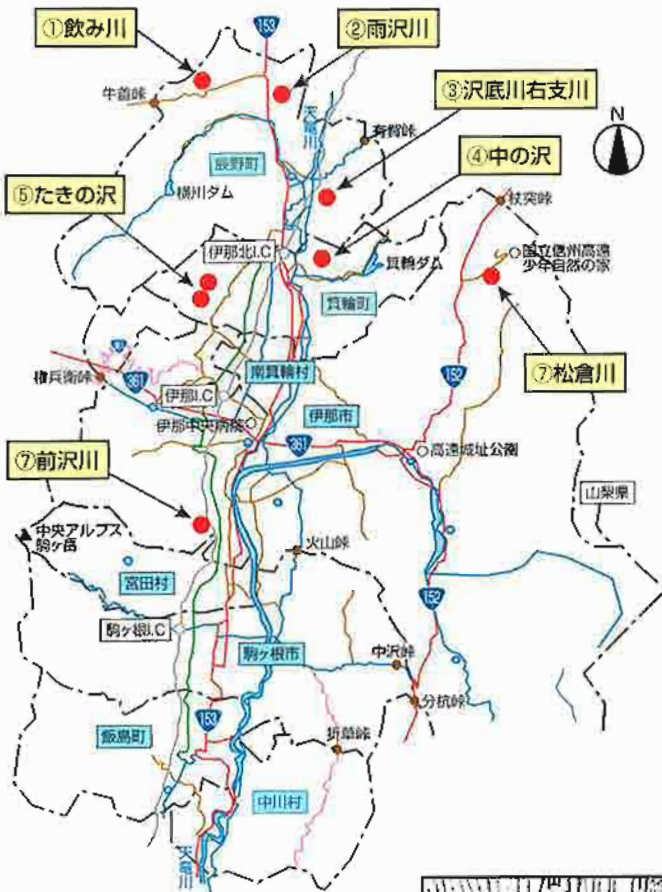 ①飲み川
153
②雨沢川
牛首峠
天竜川
③沢底川右支川
有賀峠
N
辰野町
④中の沢
横川ダム
⑤たきの沢
杖突峠
伊那北I.C
国立信州高遠
少年自然の家
箕輪ダム
箕輪町
⑦松倉川
権兵衛峠
361
南箕輪村
152
伊那I.C
伊那市
伊那中央病院
361
高遠城址公園
⑦前沢川
山梨県
中央アルプス
駒ヶ岳
火山峠
宮田村
152
駒ヶ根I.C
駒ヶ根市
中沢峠
分杭峠
153
飯島町
折草峠
中川村
天竜川